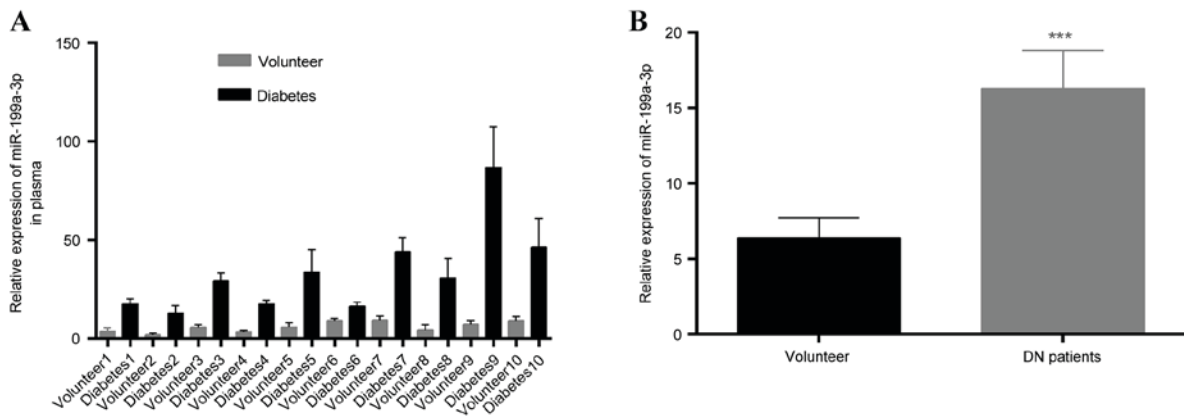 A
Relative expression of miR-199a-3p
in plasma
150
100
50
0
Volunteer
Diabetes
Volunteer1
Diabetes1
Volunteer2
Diabetes2
Volunteer3
Diabetes3
Volunteer4
Diabetes4
Volunteer5
Diabetes5
Volunteer6
Diabetes6
Volunteer7
Diabetes7
Volunteer8
Diabetes8
Volunteer9
Diabetes9
Volunteer10
Diabetes10
B
Relative expression of miR-199a-3p
20
15
10
5
0
***
Volunteer
DN patients